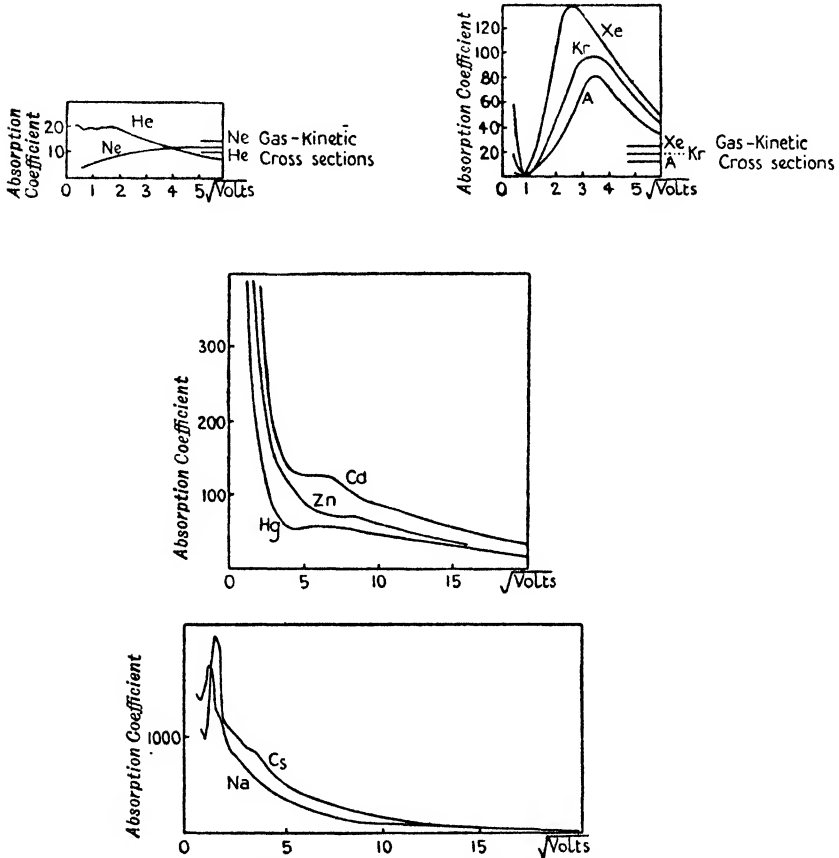 Absorption Coefficient
20
10
He
Ne
Ne Gas-Kinetic
He Cross sections
0 1 2 3 4 5 √Volts
Absorption Coefficient
120
100
80
60
40
20
Xe
Kr
A
Xe Gas-Kinetic
Kr
A Cross sections
0 1 2 3 4 5 √Volts
Absorption Coefficient
300
200
100
Cd
Zn
Hg
0 5 10 15 √Volts
Absorption Coefficient
1000
Cs
Na
0 5 10 15 √Volts